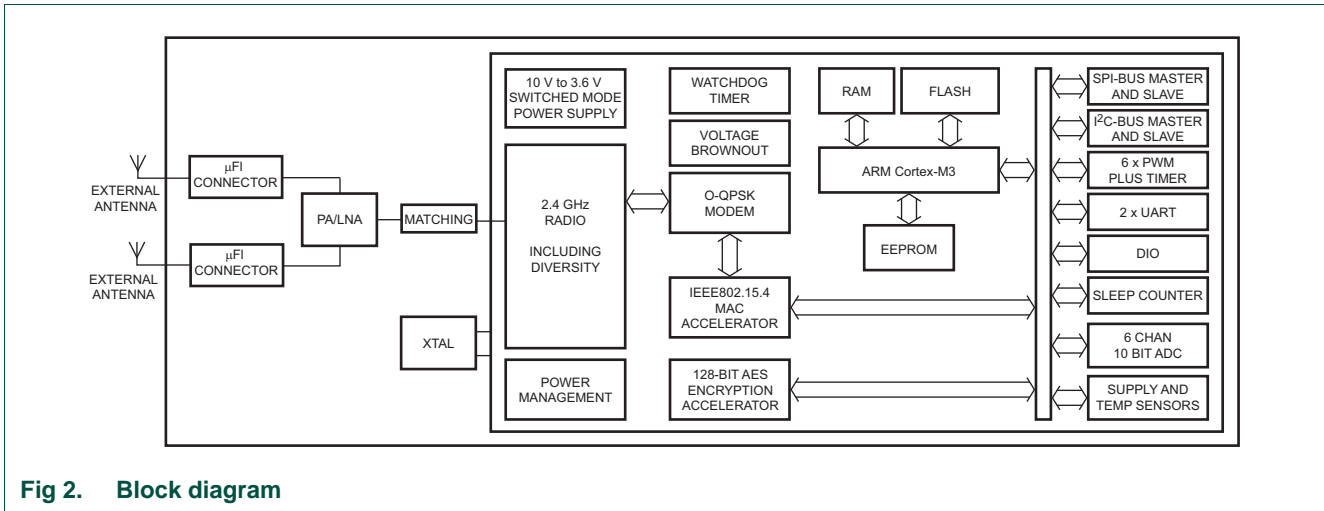 10 V to 3.6 V
SWITCHED MODE
POWER SUPPLY
WATCHDOG
TIMER
RAM
FLASH
SPI-BUS MASTER
AND SLAVE
VOLTAGE
BROWNOUT
I²C-BUS MASTER
AND SLAVE
EXTERNAL
ANTENNA
µFl
CONNECTOR
PA/LNA
MATCHING
2.4 GHz
RADIO
INCLUDING
DIVERSITY
O-QPSK
MODEM
ARM Cortex-M3
6 x PWM
PLUS TIMER
2 x UART
EEPROM
DIO
EXTERNAL
ANTENNA
µFl
CONNECTOR
IEEE802.15.4
MAC
ACCELERATOR
SLEEP COUNTER
XTAL
6 CHAN
10 BIT ADC
POWER
MANAGEMENT
128-BIT AES
ENCRYPTION
ACCELERATOR
SUPPLY AND
TEMP SENSORS
Fig 2. Block diagram